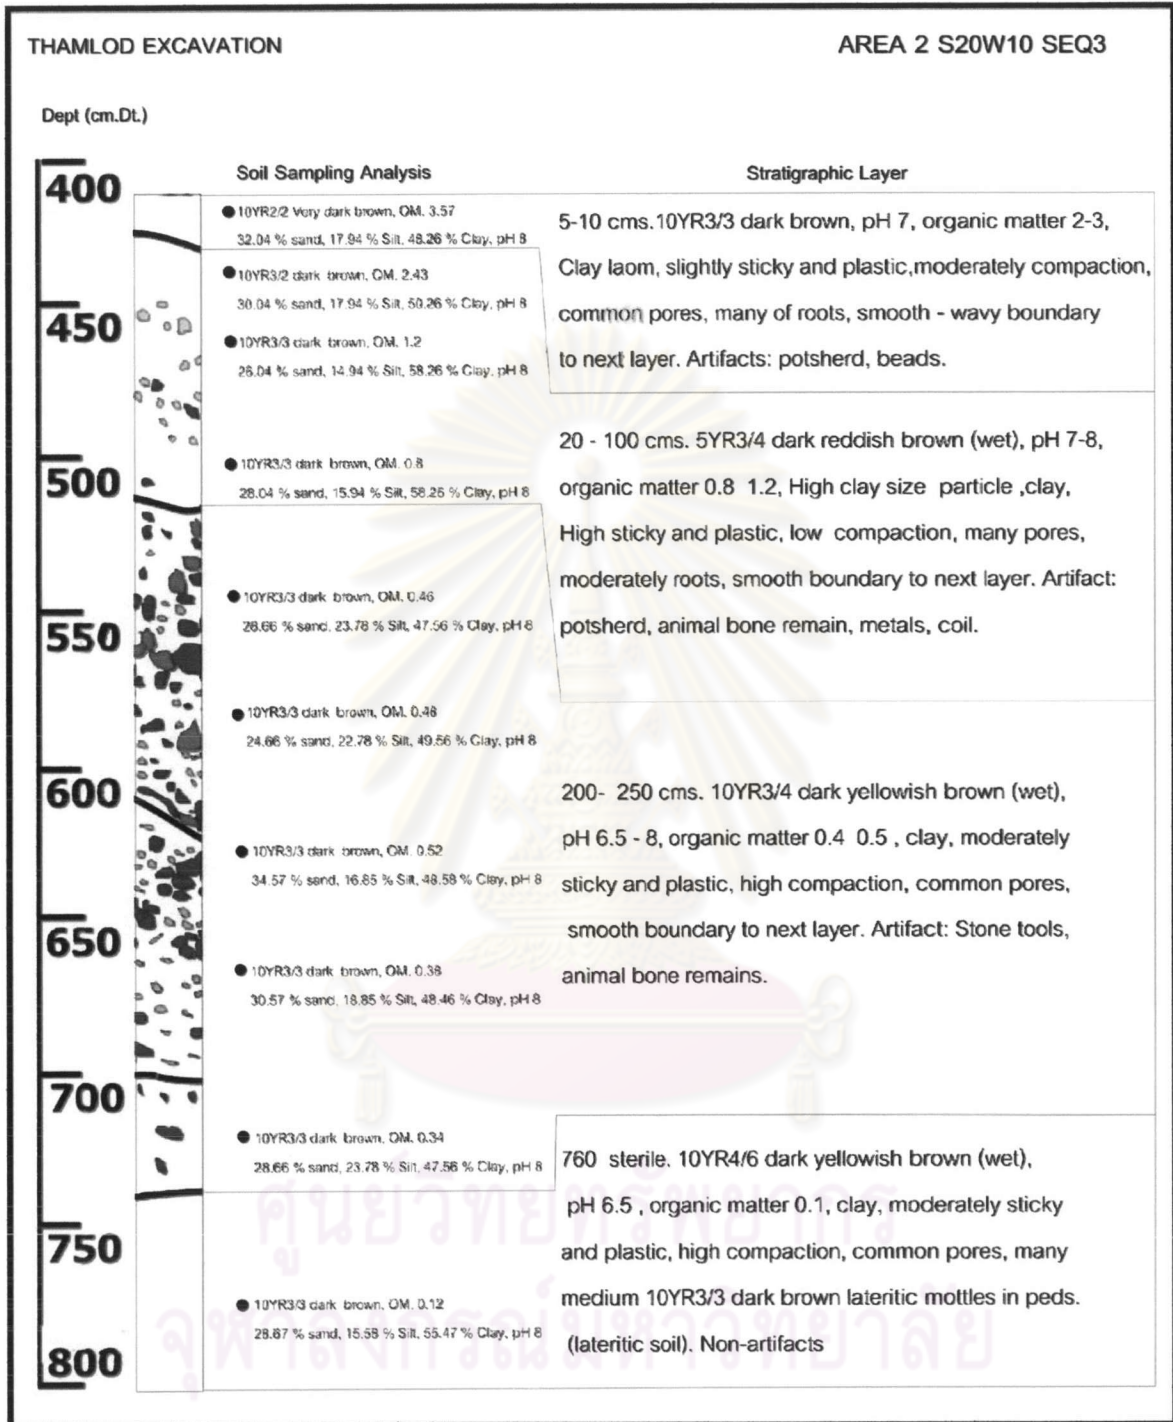 THAMLOD EXCAVATION
AREA 2 S20W10 SEQ3
Dept (cm.Dt.)
Soil Sampling Analysis
Stratigraphic Layer
400
450
500
550
600
650
700
750
800
10YR2/2 Very dark brown, OM. 3.57
32.04 % sand, 17.94 % Silt, 48.26 % Clay, pH 8
10YR3/2 dark brown, OM. 2.43
30.04 % sand, 17.94 % Silt, 50.26 % Clay, pH 8
10YR3/3 dark brown, OM. 1.2
26.04 % sand, 14.94 % Silt, 58.26 % Clay, pH 8
10YR3/3 dark brown, OM. 0.8
28.04 % sand, 15.94 % Silt, 58.26 % Clay, pH 8
10YR3/3 dark brown, OM. 0.46
28.66 % sand, 23.78 % Silt, 47.56 % Clay, pH 8
10YR3/3 dark brown, OM. 0.48
24.66 % sand, 22.78 % Silt, 49.56 % Clay, pH 8
10YR3/3 dark brown, OM. 0.52
34.57 % sand, 16.85 % Silt, 48.58 % Clay, pH 8
10YR3/3 dark brown, OM. 0.38
30.57 % sand, 18.85 % Silt, 48.46 % Clay, pH 8
10YR3/3 dark brown, OM. 0.34
28.66 % sand, 23.78 % Silt, 47.56 % Clay, pH 8
10YR3/3 dark brown, OM. 0.12
28.87 % sand, 15.58 % Silt, 55.47 % Clay, pH 8
5-10 cms.10YR3/3 dark brown, pH 7, organic matter 2-3,
Clay laom, slightly sticky and plastic,moderately compaction,
common pores, many of roots, smooth - wavy boundary
to next layer. Artifacts: potsherd, beads.
20 - 100 cms. 5YR3/4 dark reddish brown (wet), pH 7-8,
organic matter 0.8 1.2, High clay size particle ,clay,
High sticky and plastic, low compaction, many pores,
moderately roots, smooth boundary to next layer. Artifact:
potsherd, animal bone remain, metals, coil.
200- 250 cms. 10YR3/4 dark yellowish brown (wet),
pH 6.5 - 8, organic matter 0.4 0.5 , clay, moderately
sticky and plastic, high compaction, common pores,
smooth boundary to next layer. Artifact: Stone tools,
animal bone remains.
760 sterile. 10YR4/6 dark yellowish brown (wet),
pH 6.5 , organic matter 0.1, clay, moderately sticky
and plastic, high compaction, common pores, many
medium 10YR3/3 dark brown lateritic mottles in peds.
(lateritic soil). Non-artifacts
ศูนย์วิทยทรัพยากร
จุฬาลงกรณ์มหาวิทยาลัย